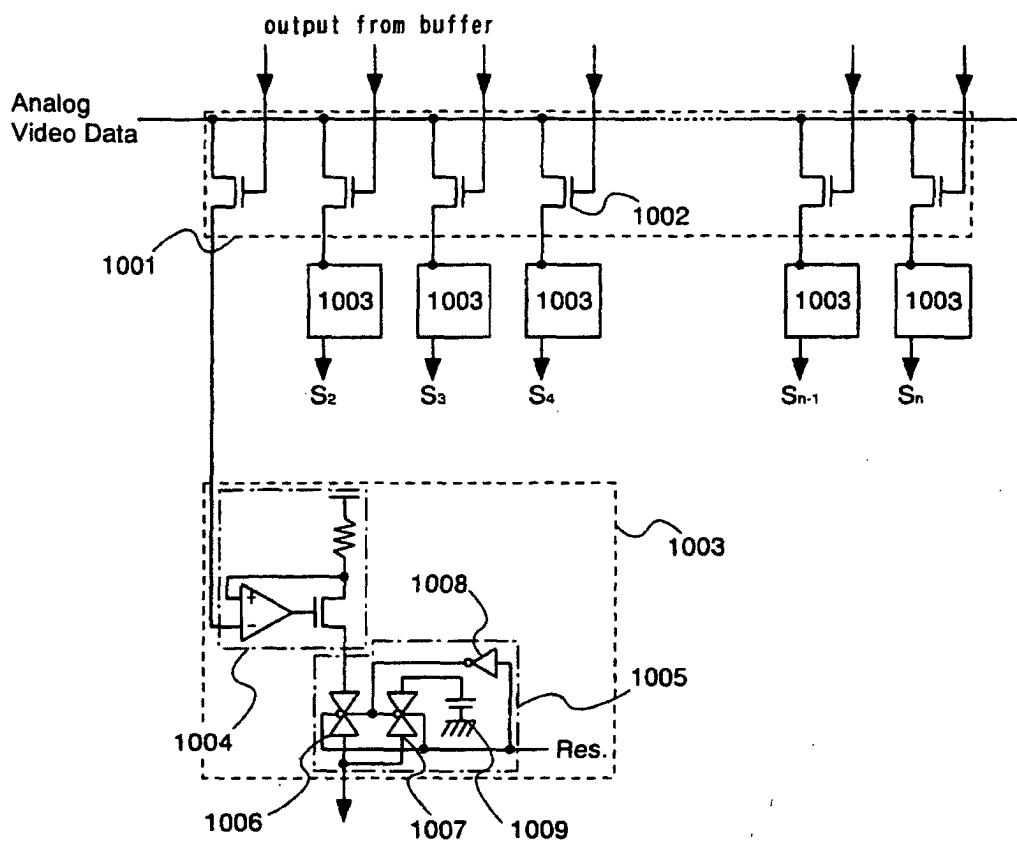 output from buffer
Analog
Video Data
1002
1001
1003 1003 1003 1003 1003
S2 S3 S4 Sn-1 Sn
1003
1008
+
-
1005
1004
Res.
1006 1007 1009